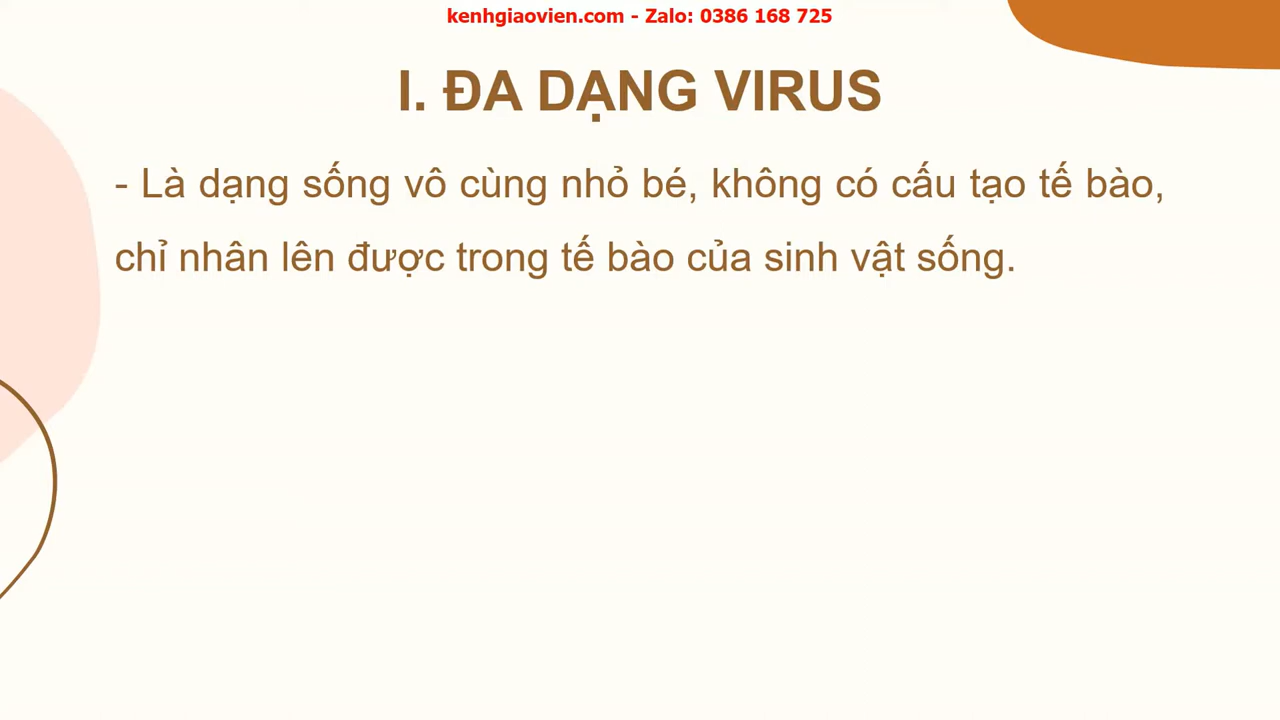 kenhgiaovien.com - Zalo: 0386 168 725
I. ĐA DẠNG VIRUS
- Là dạng sống vô cùng nhỏ bé, không có cấu tạo tế bào,
chỉ nhân lên được trong tế bào của sinh vật sống.